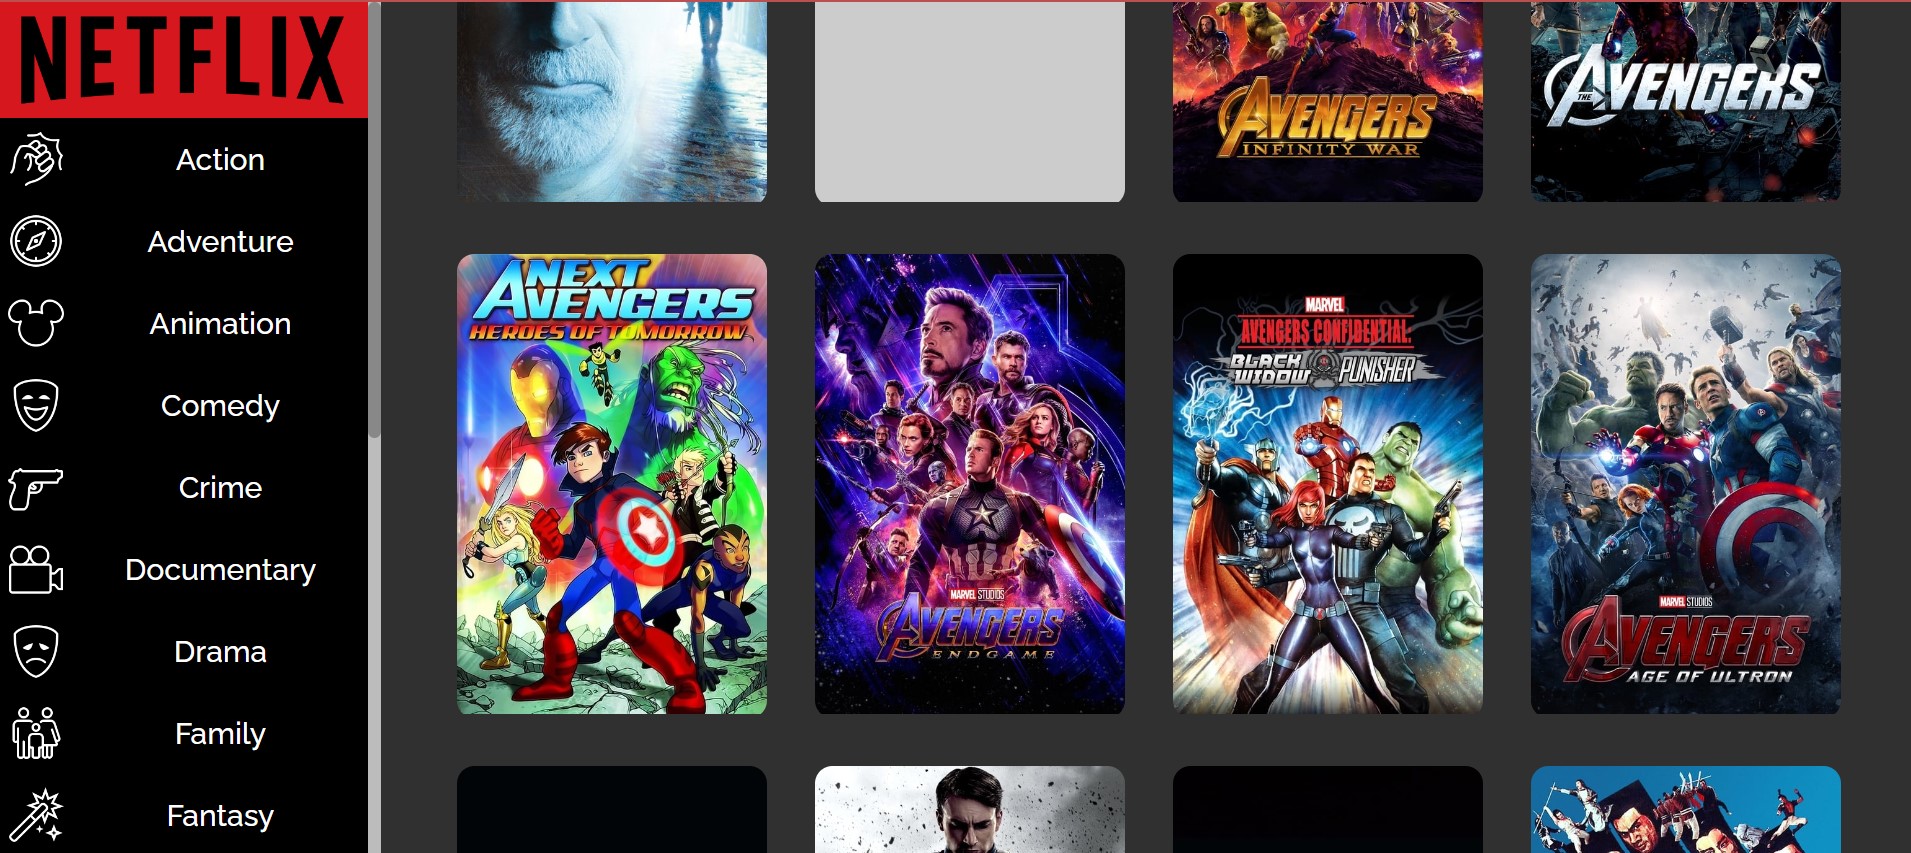 NETFLIX
Action
Adventure
Animation
Comedy
Crime
Documentary
Drama
Family
Fantasy
AVENGERS
INFINITY WAR
THE AVENGERS
NEXT
AVENGERS
HEROES OF TOMORROW
MARVEL STUDIOS
AVENGERS
ENDGAME
MARVEL
AVENGERS CONFIDENTIAL:
BLACK
WIDOW PUNISHER
MARVEL STUDIOS
AVENGERS
AGE OF ULTRON